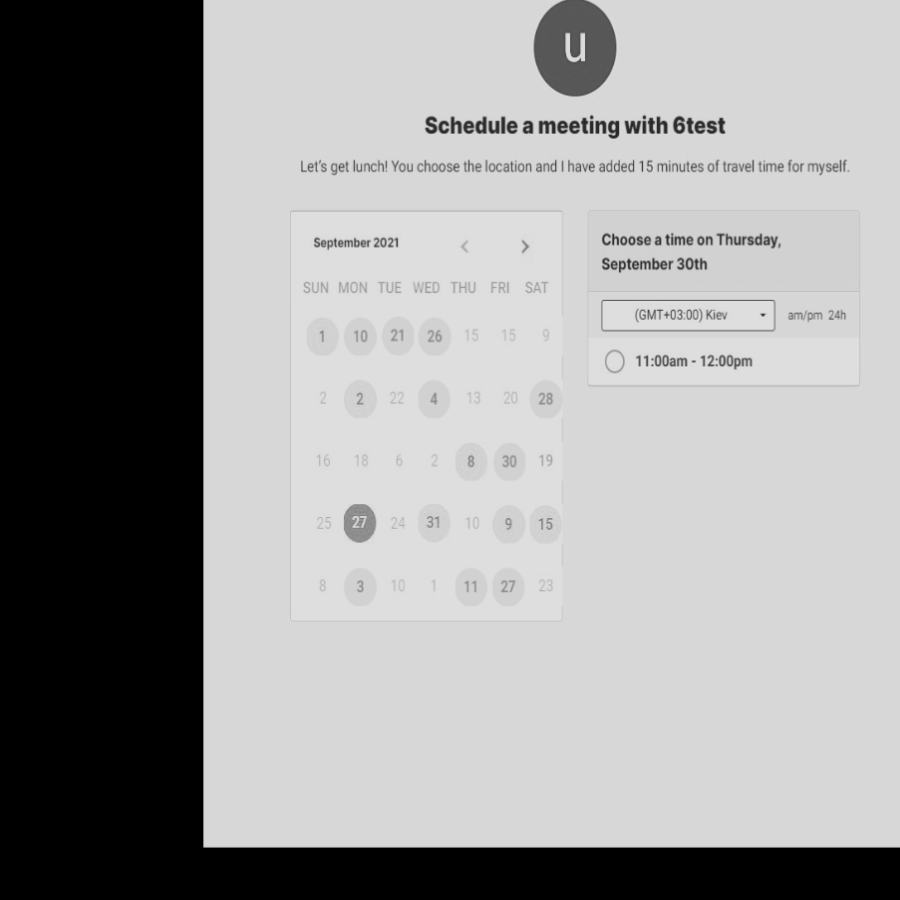 u
Schedule a meeting with 6test
Let's get lunch! You choose the location and I have added 15 minutes of travel time for myself.
September 2021
SUN MON TUE WED THU FRI SAT
1 10 21 26 15 15 9
2 2 22 4 13 20 28
16 18 6 2 8 30 19
25 27 24 31 10 9 15
8 3 10 1 11 27 23
Choose a time on Thursday,
September 30th
(GMT+03:00) Kiev am/pm 24h
11:00am - 12:00pm